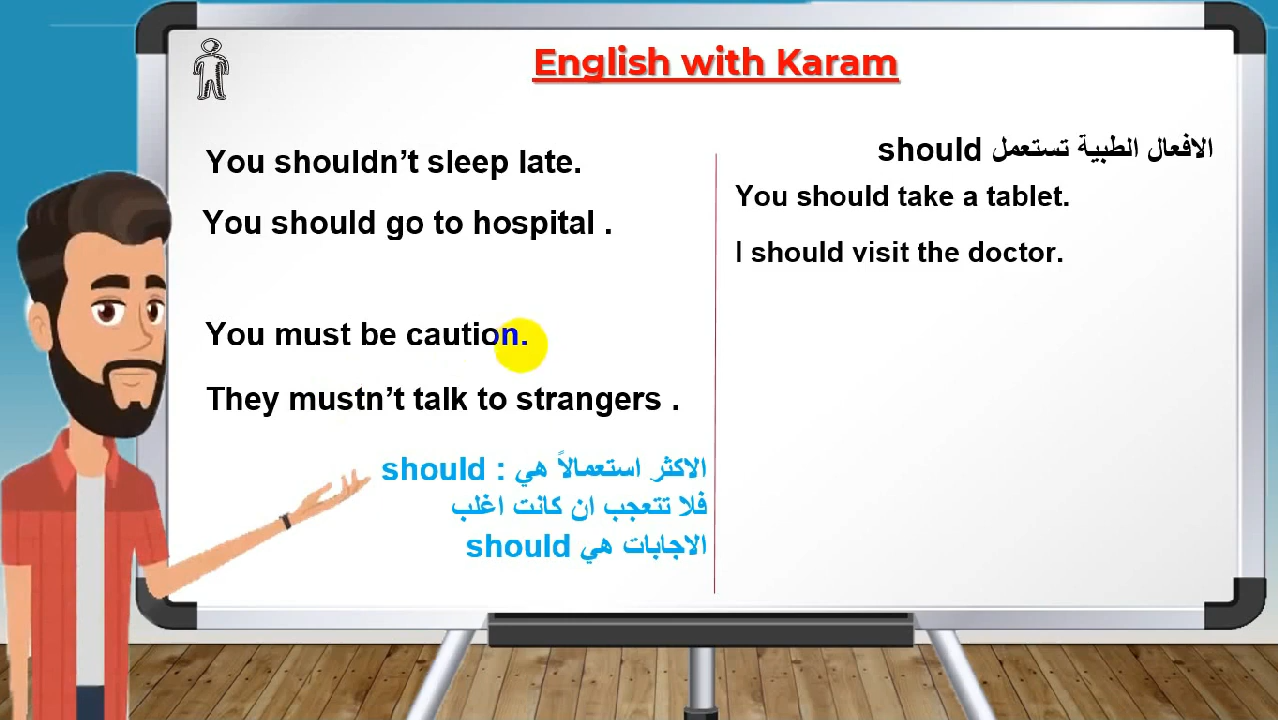 English with Karam
You shouldn’t sleep late.
You should go to hospital .
You must be caution.
They mustn’t talk to strangers .
الاكثر استعمالاً هي : should
فلا تتعجب ان كانت اغلب
الاجابات هي should
الافعال الطبية تستعمل should
You should take a tablet.
I should visit the doctor.